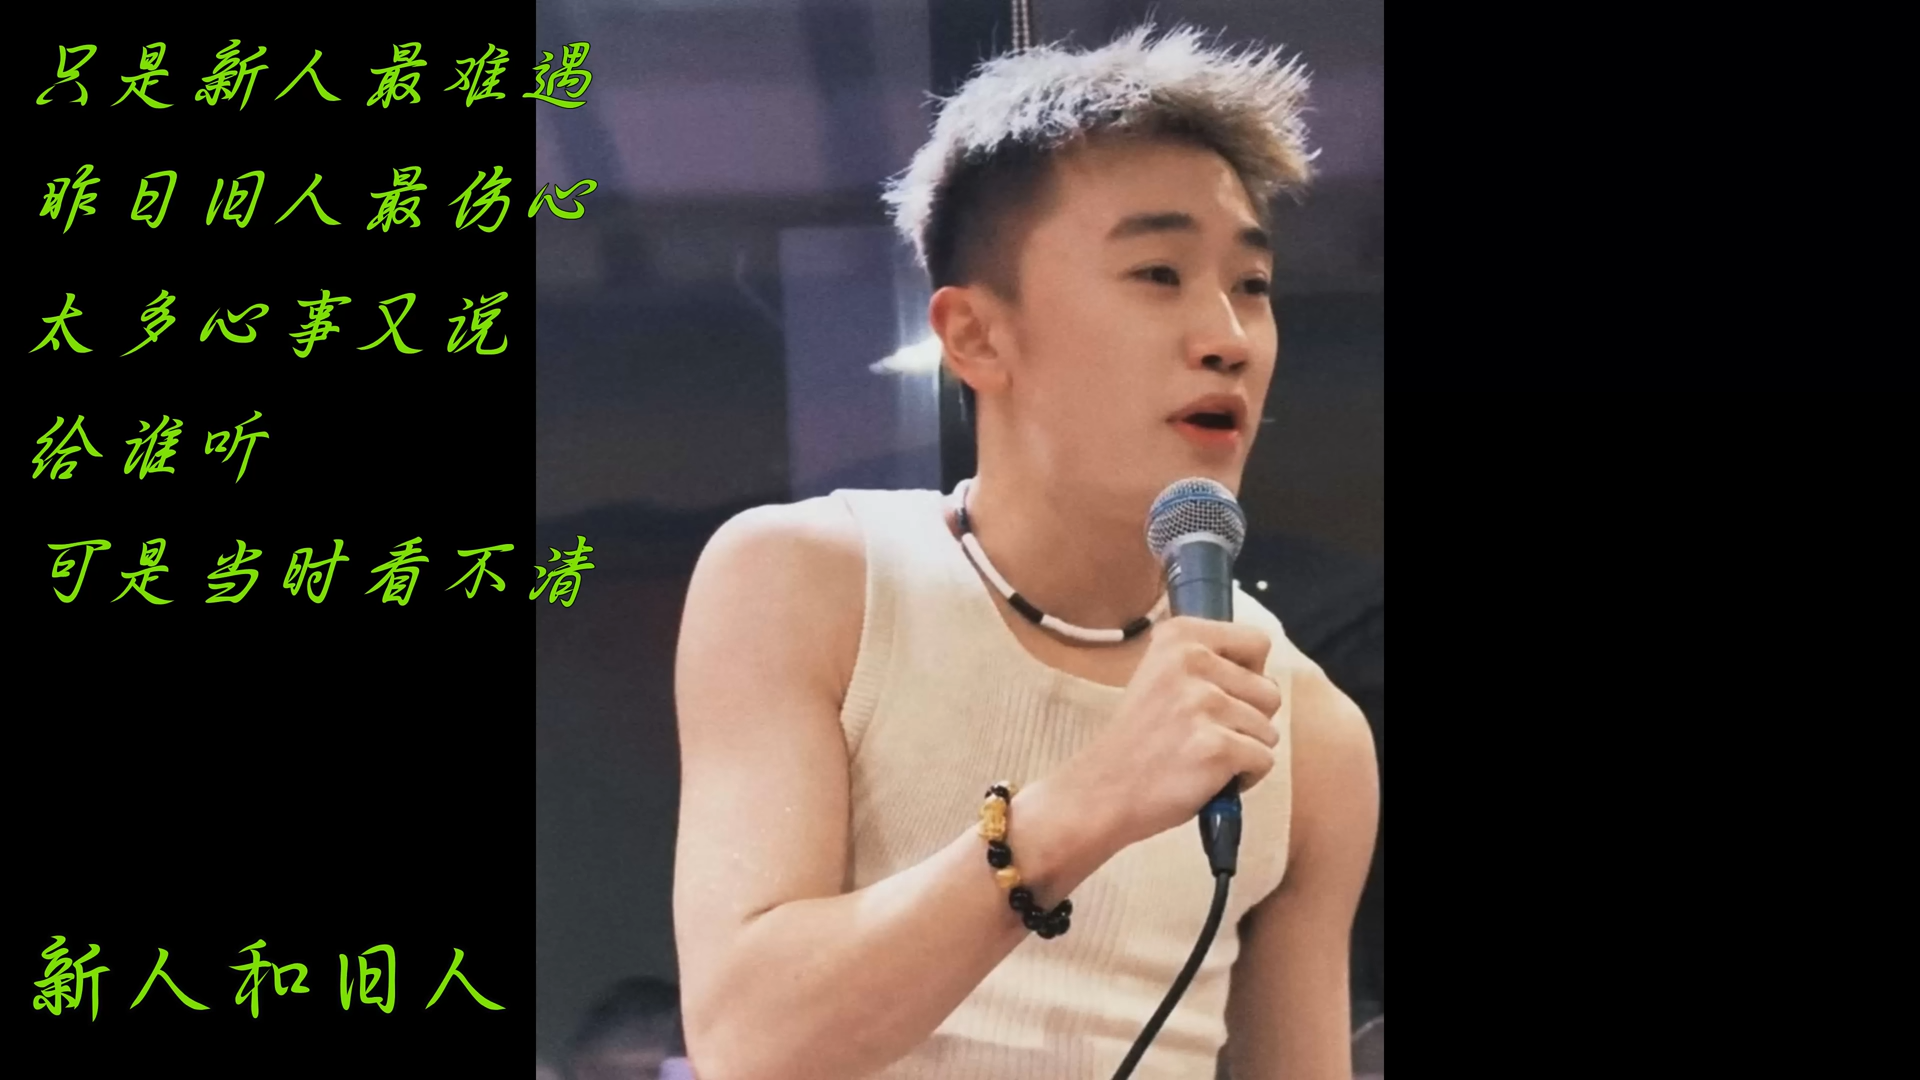 只是新人最难遇
昨日旧人最伤心
太多心事又说
给谁听
可是当时看不清
新人和旧人